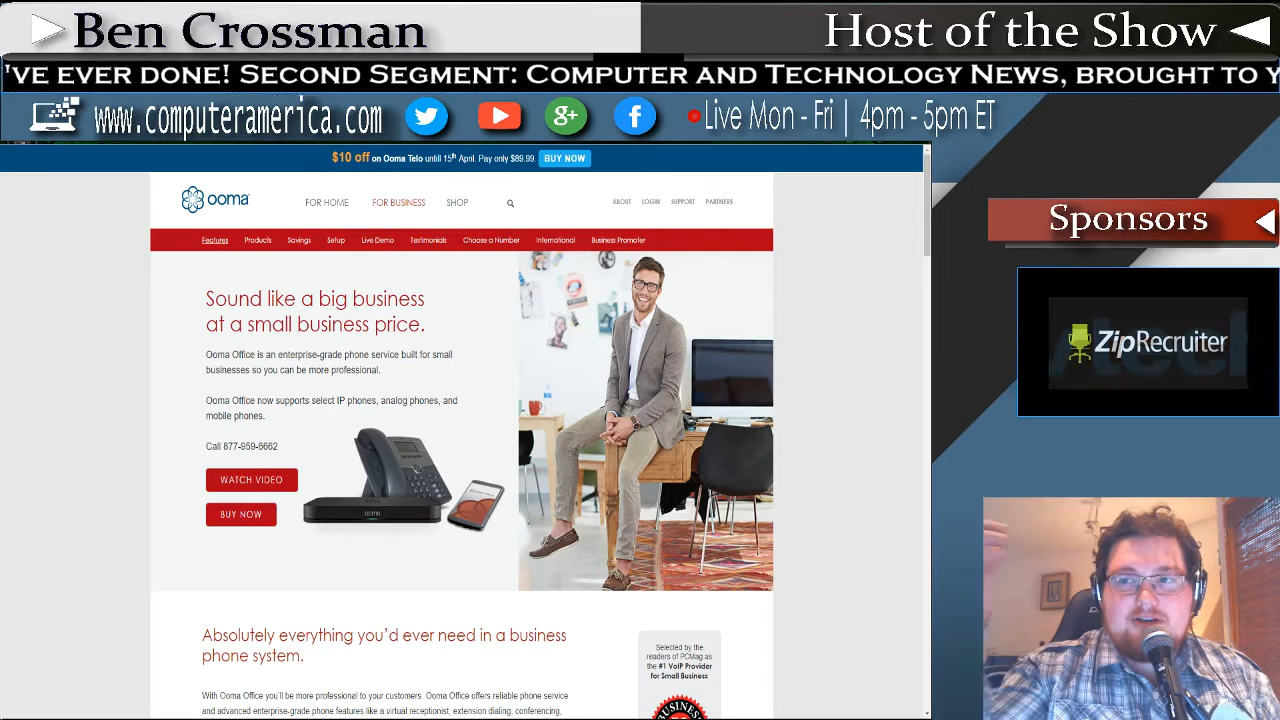 Ben Crossman
Host of the Show
'VE EVER DONE! SECOND SEGMENT: COMPUTER AND TECHNOLOGY NEWS, BROUGHT TO Y
www.computeramerica.com
Live Mon - Fri | 4pm - 5pm ET
$10 off on Ooma Telo untill 15th April. Pay only $89.99. BUY NOW
ooma
FOR HOME FOR BUSINESS SHOP
ABOUT LOGIN SUPPORT PARTNERS
Features Products Savings Setup Live Demo Testimonials Choose a Number International Business Promoter
Sponsors
Sound like a big business
at a small business price.
Ooma Office is an enterprise-grade phone service built for small
businesses so you can be more professional.
Ooma Office now supports select IP phones, analog phones, and
mobile phones.
Call 877-959-6662
WATCH VIDEO
BUY NOW
ooma
ZipRecruiter
Absolutely everything you'd ever need in a business
phone system.
With Ooma Office you'll be more professional to your customers. Ooma Office offers reliable phone service
and advanced enterprise-grade phone features like a virtual receptionist, extension dialing, conferencing,
Selected by the
readers of PCMag as
the #1 VoIP Provider
for Small Business
BUSINESS